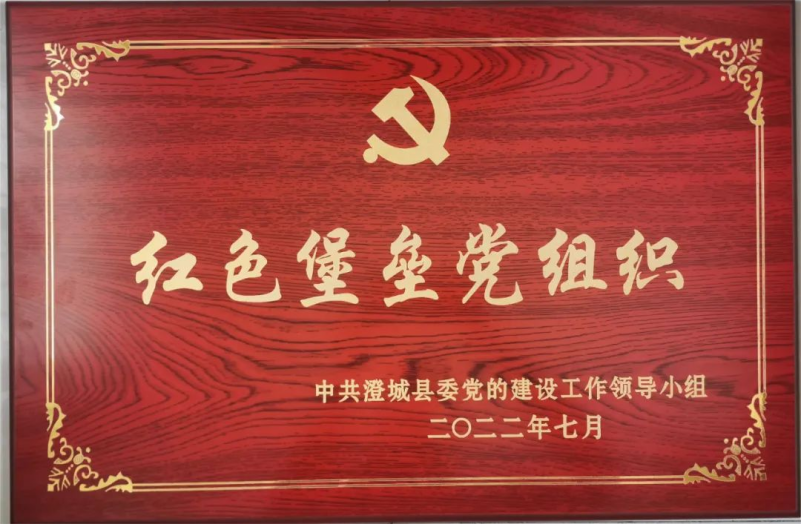 红色堡垒党组织
中共澄城县委党的建设工作领导小组
二〇二二年七月